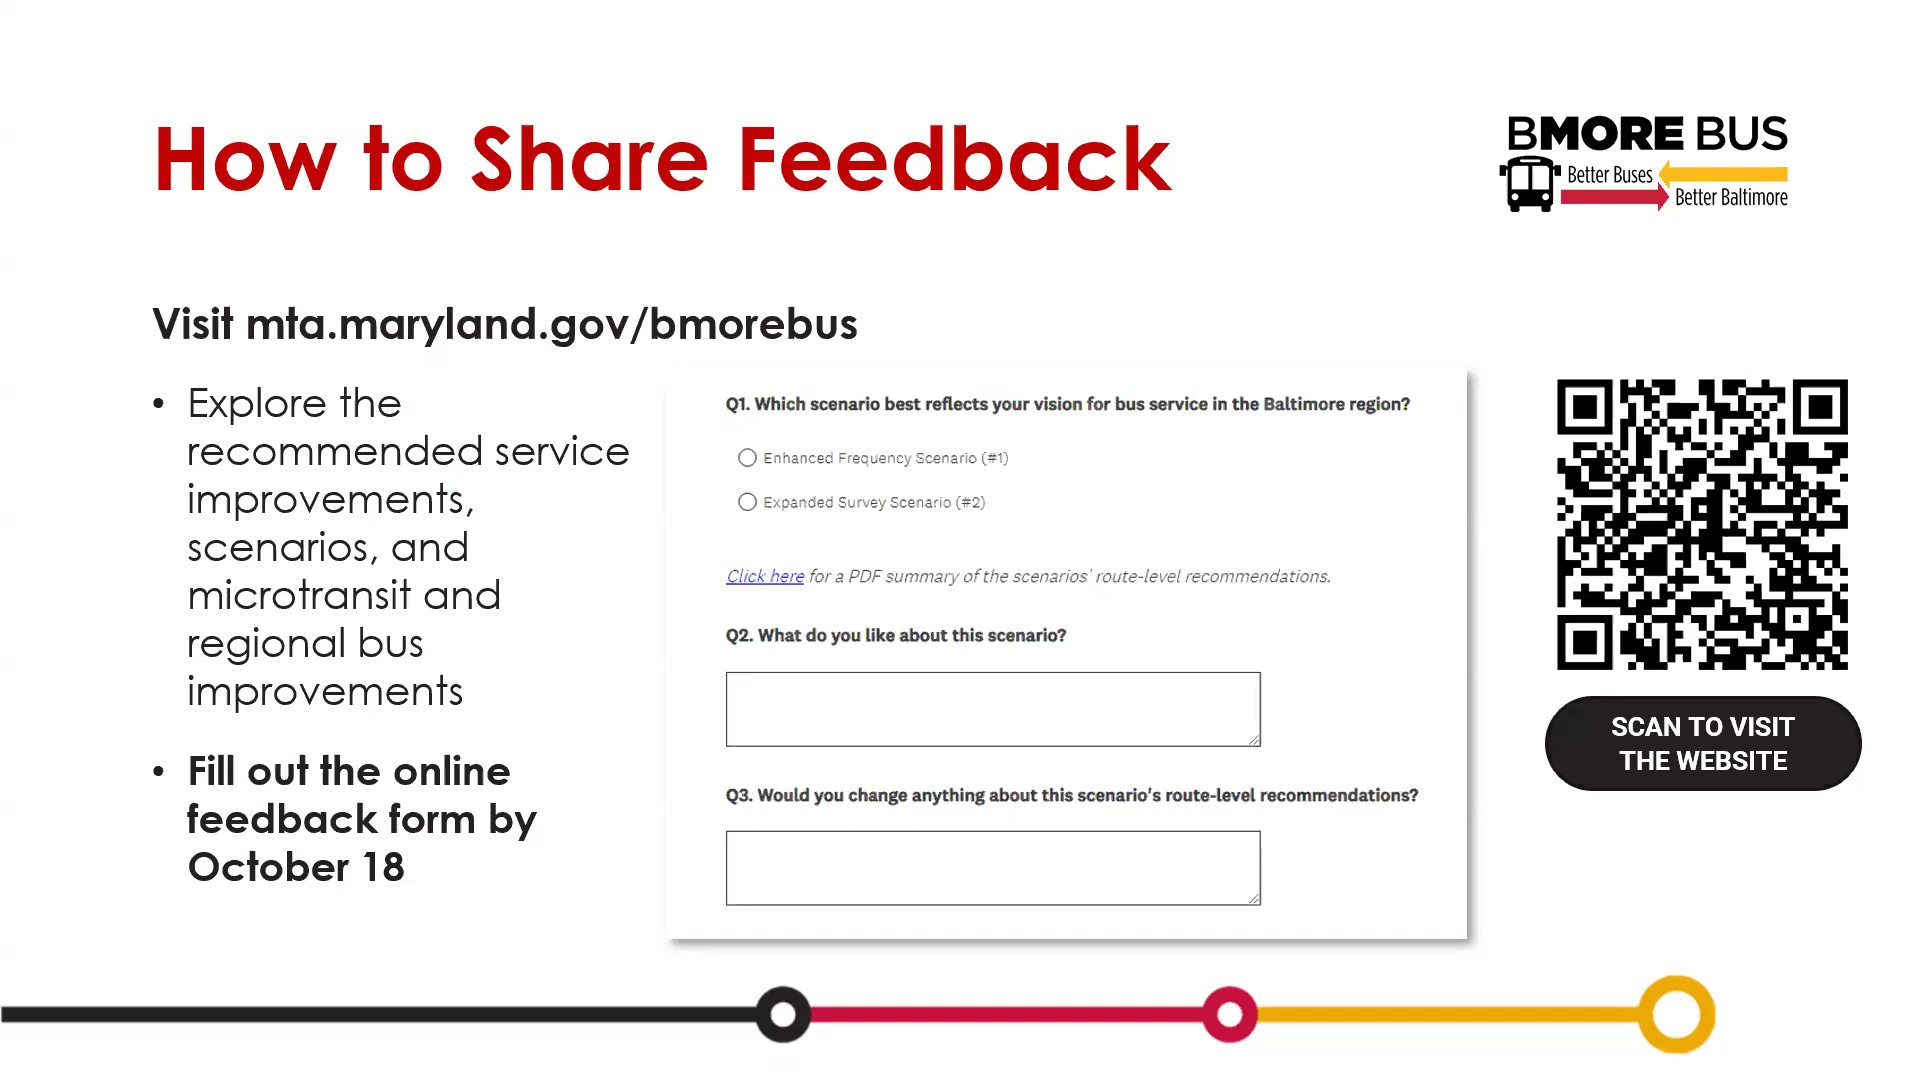 How to Share Feedback
BMORE BUS
Better Buses
Better Baltimore
Visit mta.maryland.gov/bmorebus
• Explore the
recommended service
improvements,
scenarios, and
microtransit and
regional bus
improvements
• Fill out the online
feedback form by
October 18
Q1. Which scenario best reflects your vision for bus service in the Baltimore region?
Enhanced Frequency Scenario (#1)
Expanded Survey Scenario (#2)
Click here for a PDF summary of the scenarios' route-level recommendations.
Q2. What do you like about this scenario?
Q3. Would you change anything about this scenario's route-level recommendations?
SCAN TO VISIT
THE WEBSITE